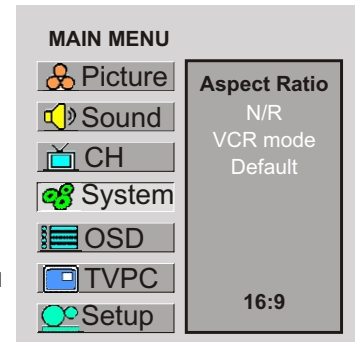 MAIN MENU
Picture
Sound
CH
System
OSD
TVPC
Setup
Aspect Ratio
N/R
VCR mode
Default
16:9